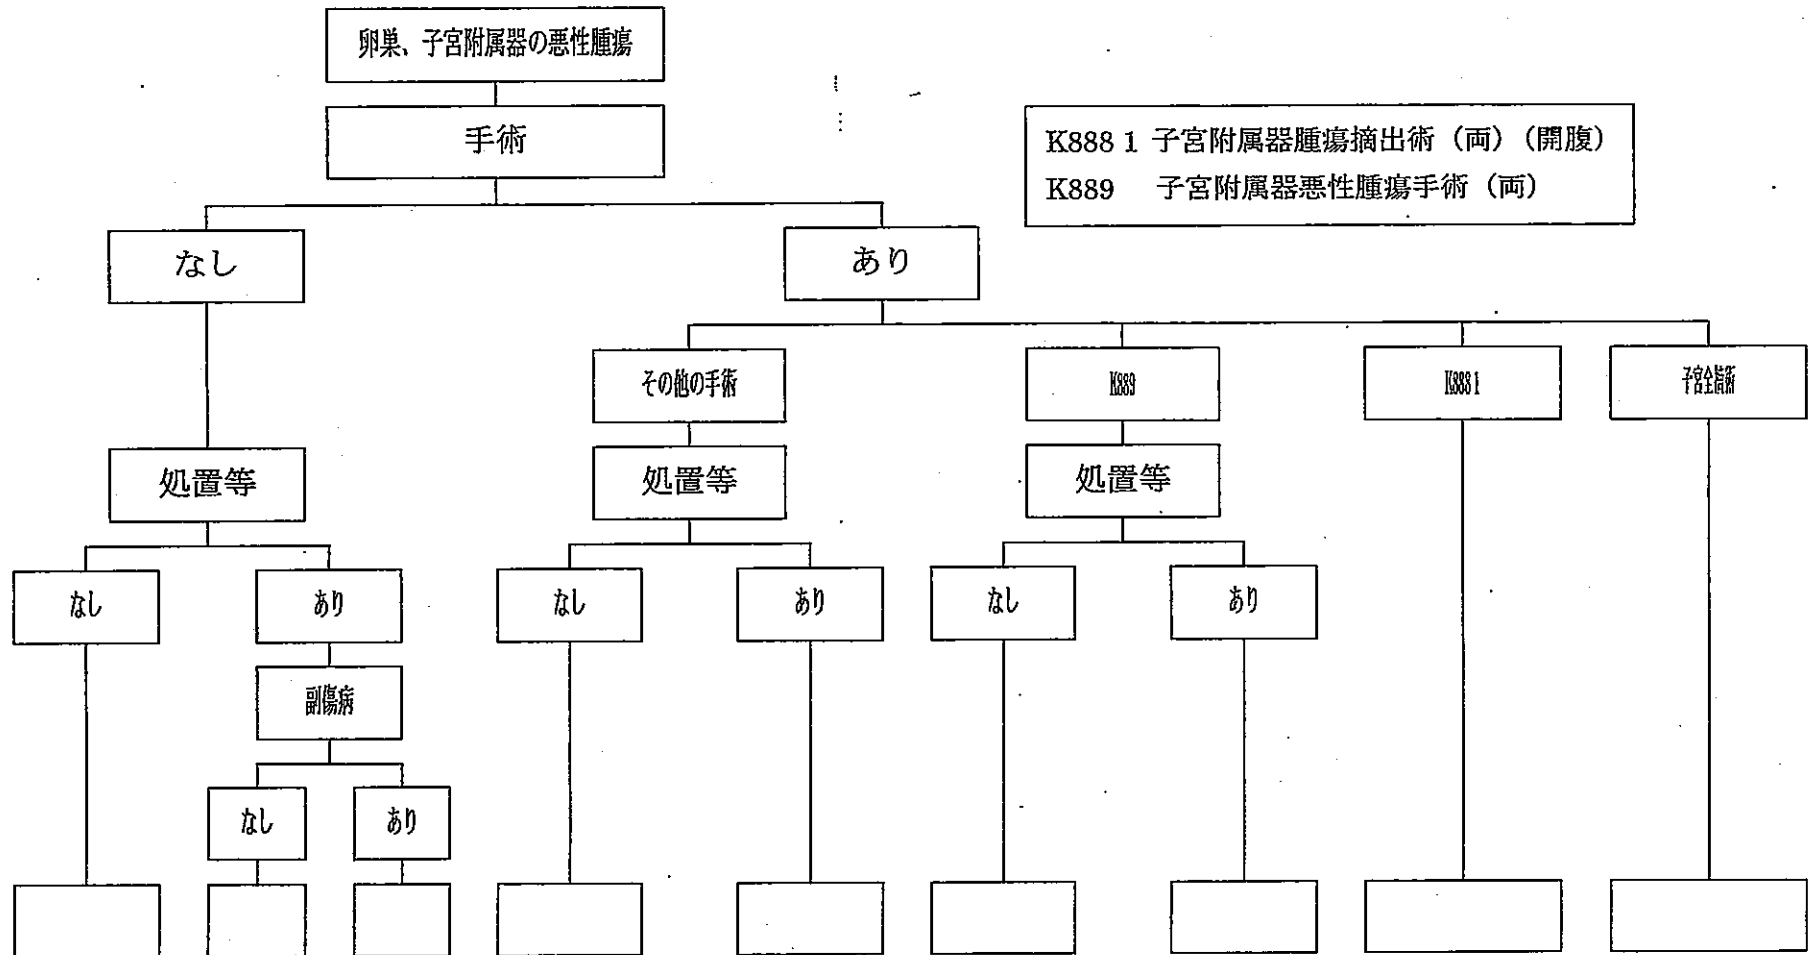 卵巣、子宮附属器の悪性腫瘍
手術
K888 1 子宮附属器腫瘍摘出術（両）（開腹）
K889 子宮附属器悪性腫瘍手術（両）
なし
あり
その他の手術
K889
K888 1
子宮全摘術
処置等
処置等
処置等
なし
あり
なし
あり
なし
あり
副傷病
なし
あり